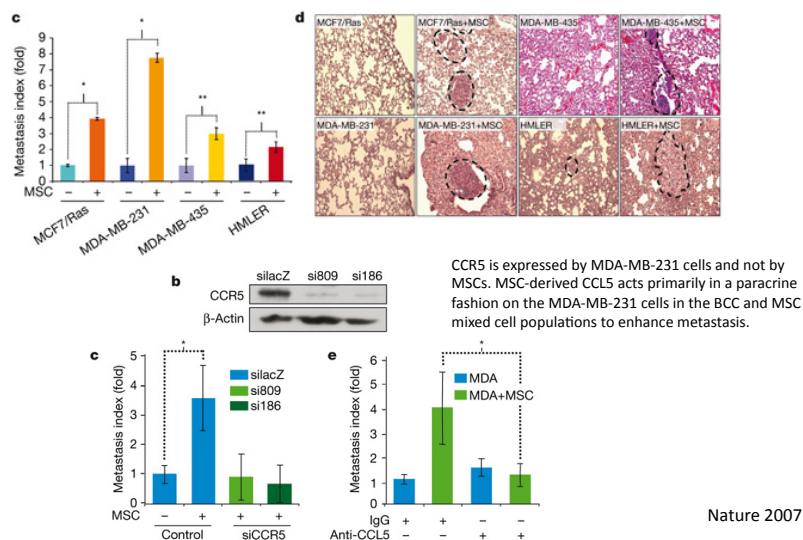 c
Metastasis index (fold)
9
8
7
6
5
4
3
2
1
0
*
*
**
**
MSC
– + – + – + – +
MCF7/Ras
MDA-MB-231
MDA-MB-435
HMLER
d
MCF7/Ras
MCF7/Ras+MSC
MDA-MB-435
MDA-MB-435+MSC
MDA-MB-231
MDA-MB-231+MSC
HMLER
HMLER+MSC
b
silacZ si809 si186
CCR5
β-Actin
CCR5 is expressed by MDA-MB-231 cells and not by
MSCs. MSC-derived CCL5 acts primarily in a paracrine
fashion on the MDA-MB-231 cells in the BCC and MSC
mixed cell populations to enhance metastasis.
c
Metastasis index (fold)
5
4
3
2
1
0
*
silacZ
si809
si186
MSC – + + +
Control siCCR5
e
Metastasis index (fold)
6
5
4
3
2
1
0
*
MDA
MDA+MSC
IgG + + – –
Anti-CCL5 – – + +
Nature 2007